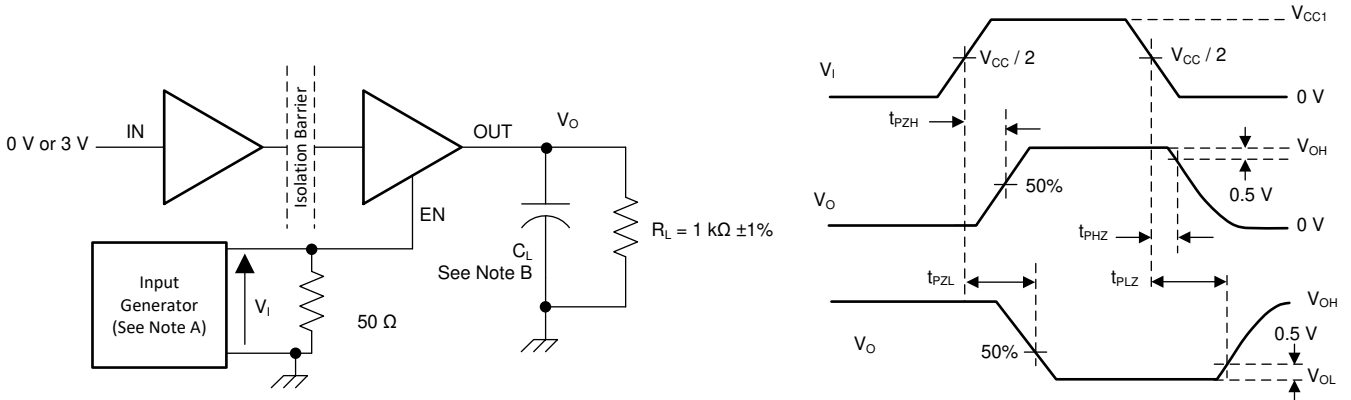 0 V or 3 V
IN
Isolation Barrier
OUT
VO
EN
CL
See Note B
RL = 1 kΩ ±1%
Input
Generator
(See Note A)
VI
50 Ω
VI
VCC / 2
VCC / 2
VCC1
0 V
tPZH
VO
50%
VOH
0.5 V
0 V
tPHZ
tPZL
tPLZ
VO
50%
VOH
0.5 V
VOL